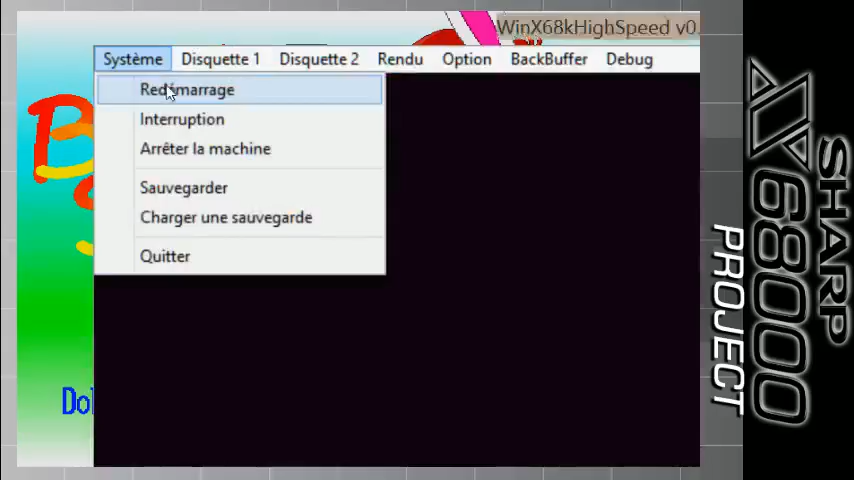 WinX68kHighSpeed v0.
Système Disquette 1 Disquette 2 Rendu Option BackBuffer Debug
Redémarrage
Interruption
Arrêter la machine
Sauvegarder
Charger une sauvegarde
Quitter
B
Dol
SHARP
X68000
PROJECT